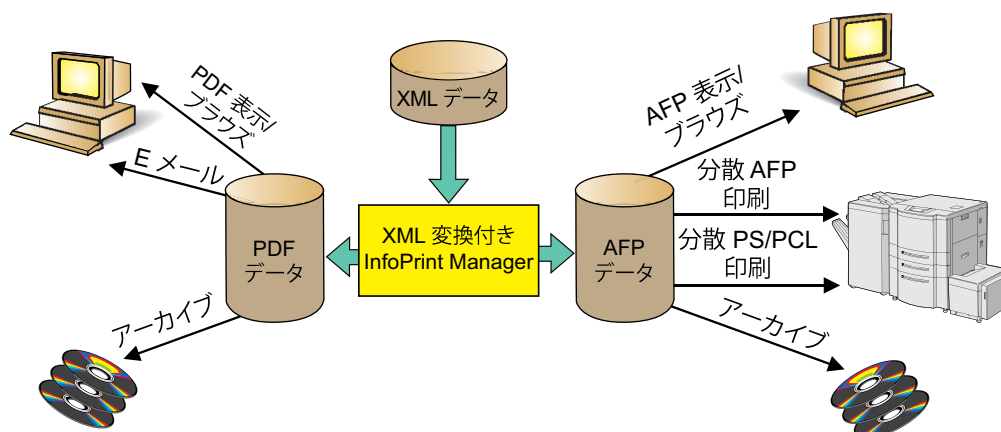 XML データ
PDF 表示/
ブラウズ
E メール
PDF
データ
アーカイブ
XML 変換付き
InfoPrint Manager
AFP
データ
AFP 表示/
ブラウズ
分散 AFP
印刷
分散 PS/PCL
印刷
アーカイブ